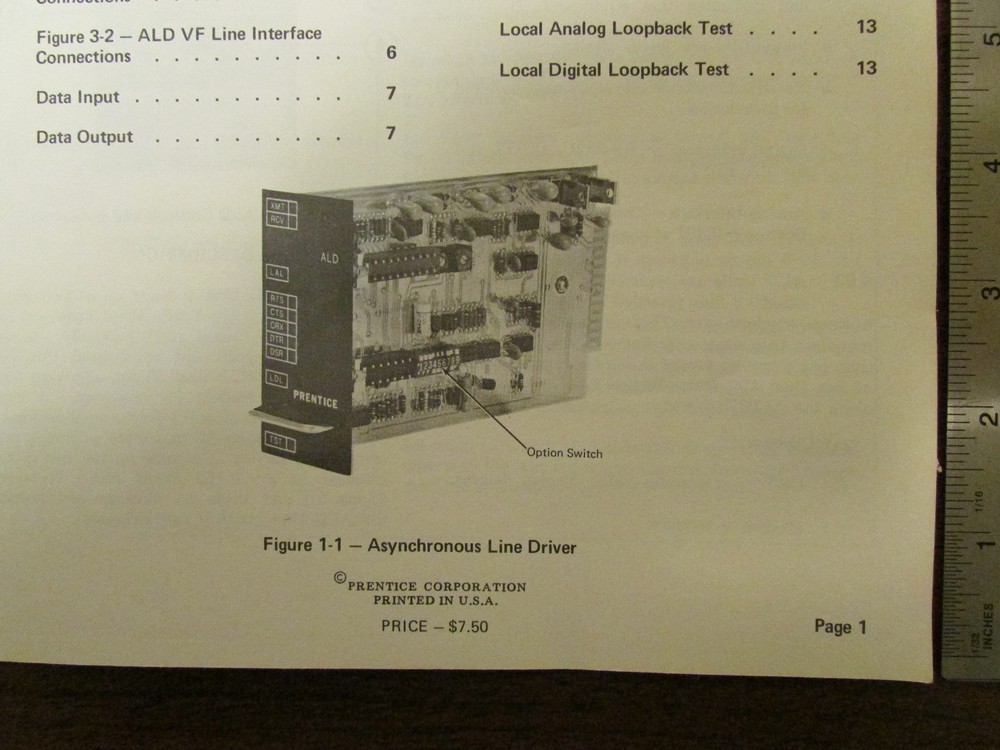 Figure 3-2 — ALD VF Line Interface
Connections . . . . . . . . . . 6
Data Input . . . . . . . . . . . 7
Data Output . . . . . . . . . . 7
Local Analog Loopback Test . . . . 13
Local Digital Loopback Test . . . . 13
XMT
RCV
ALD
LAL
RTS
CTS
DRX
DTR
DSR
LDL
PRENTICE
TST
Option Switch
Figure 1-1 — Asynchronous Line Driver
© PRENTICE CORPORATION
PRINTED IN U.S.A.
PRICE — $7.50
Page 1
5
4
3
2
1
1/16
1/32
INCHES